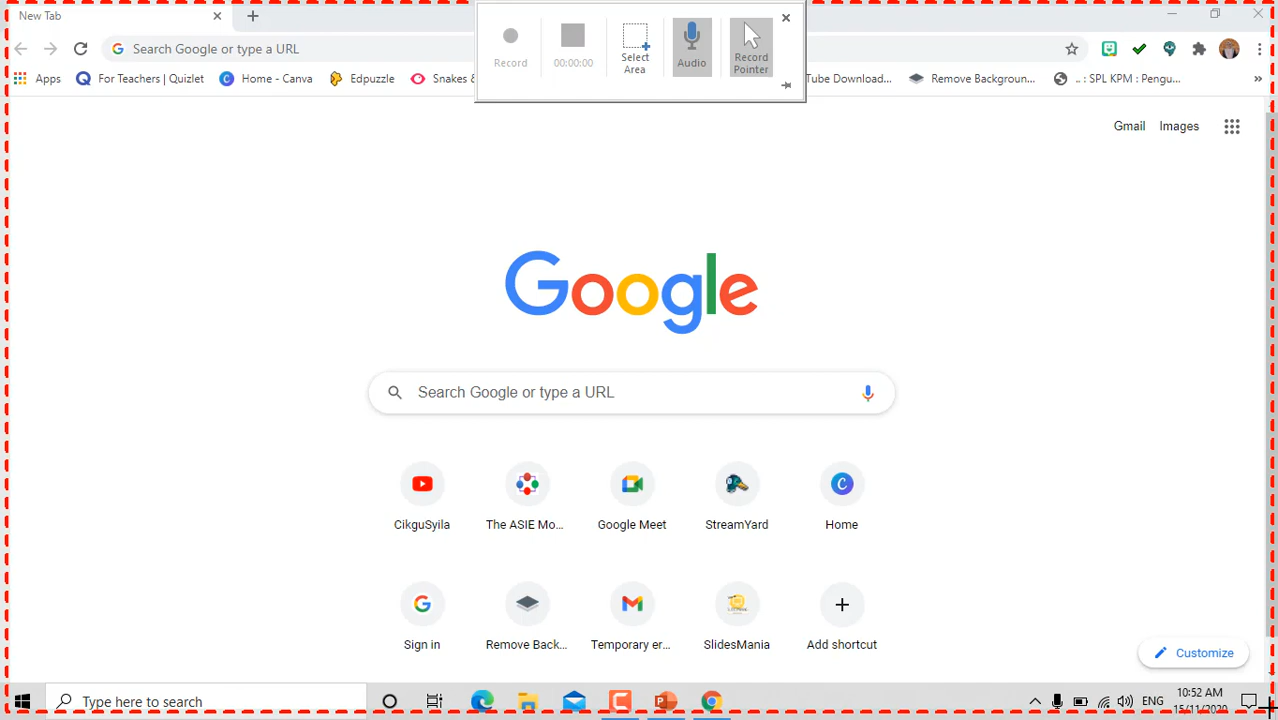 New Tab
Record
00:00:00
Select
Area
Audio
Record
Pointer
Search Google or type a URL
Apps
For Teachers | Quizlet
Home - Canva
Edpuzzle
Snakes &
Tube Download...
Remove Backgroun...
.. : SPL KPM : Pengu...
Gmail
Images
Google
Search Google or type a URL
CikguSyila
The ASIE Mo...
Google Meet
StreamYard
Home
Sign in
Remove Back...
Temporary er...
SlidesMania
Add shortcut
Customize
Type here to search
ENG
10:52 AM
15/11/2020